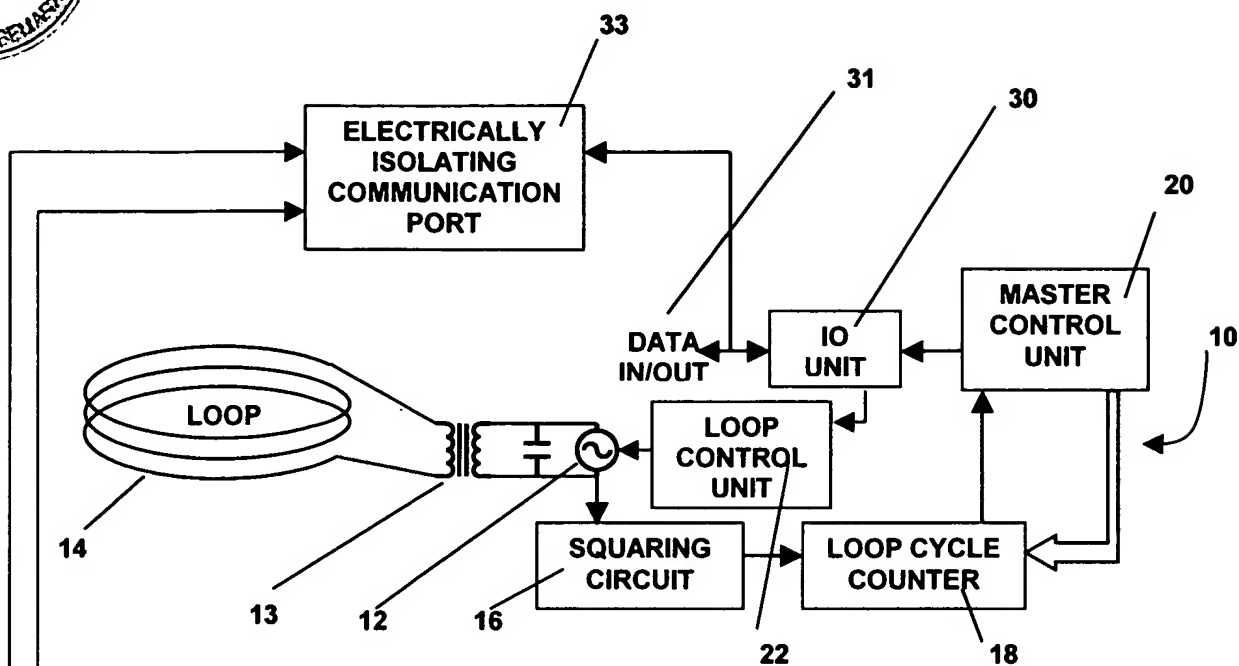 33
ELECTRICALLY
ISOLATING
COMMUNICATION
PORT
31
30
20
MASTER
CONTROL
UNIT
10
DATA
IN/OUT
IO
UNIT
LOOP
LOOP
CONTROL
UNIT
14
SQUARING
CIRCUIT
LOOP CYCLE
COUNTER
13
12
16
22
18